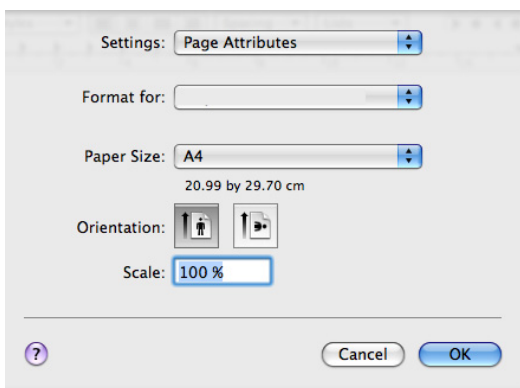 Settings: Page Attributes
Format for:
Paper Size: A4
20.99 by 29.70 cm
Orientation:
Scale: 100 %
? Cancel OK